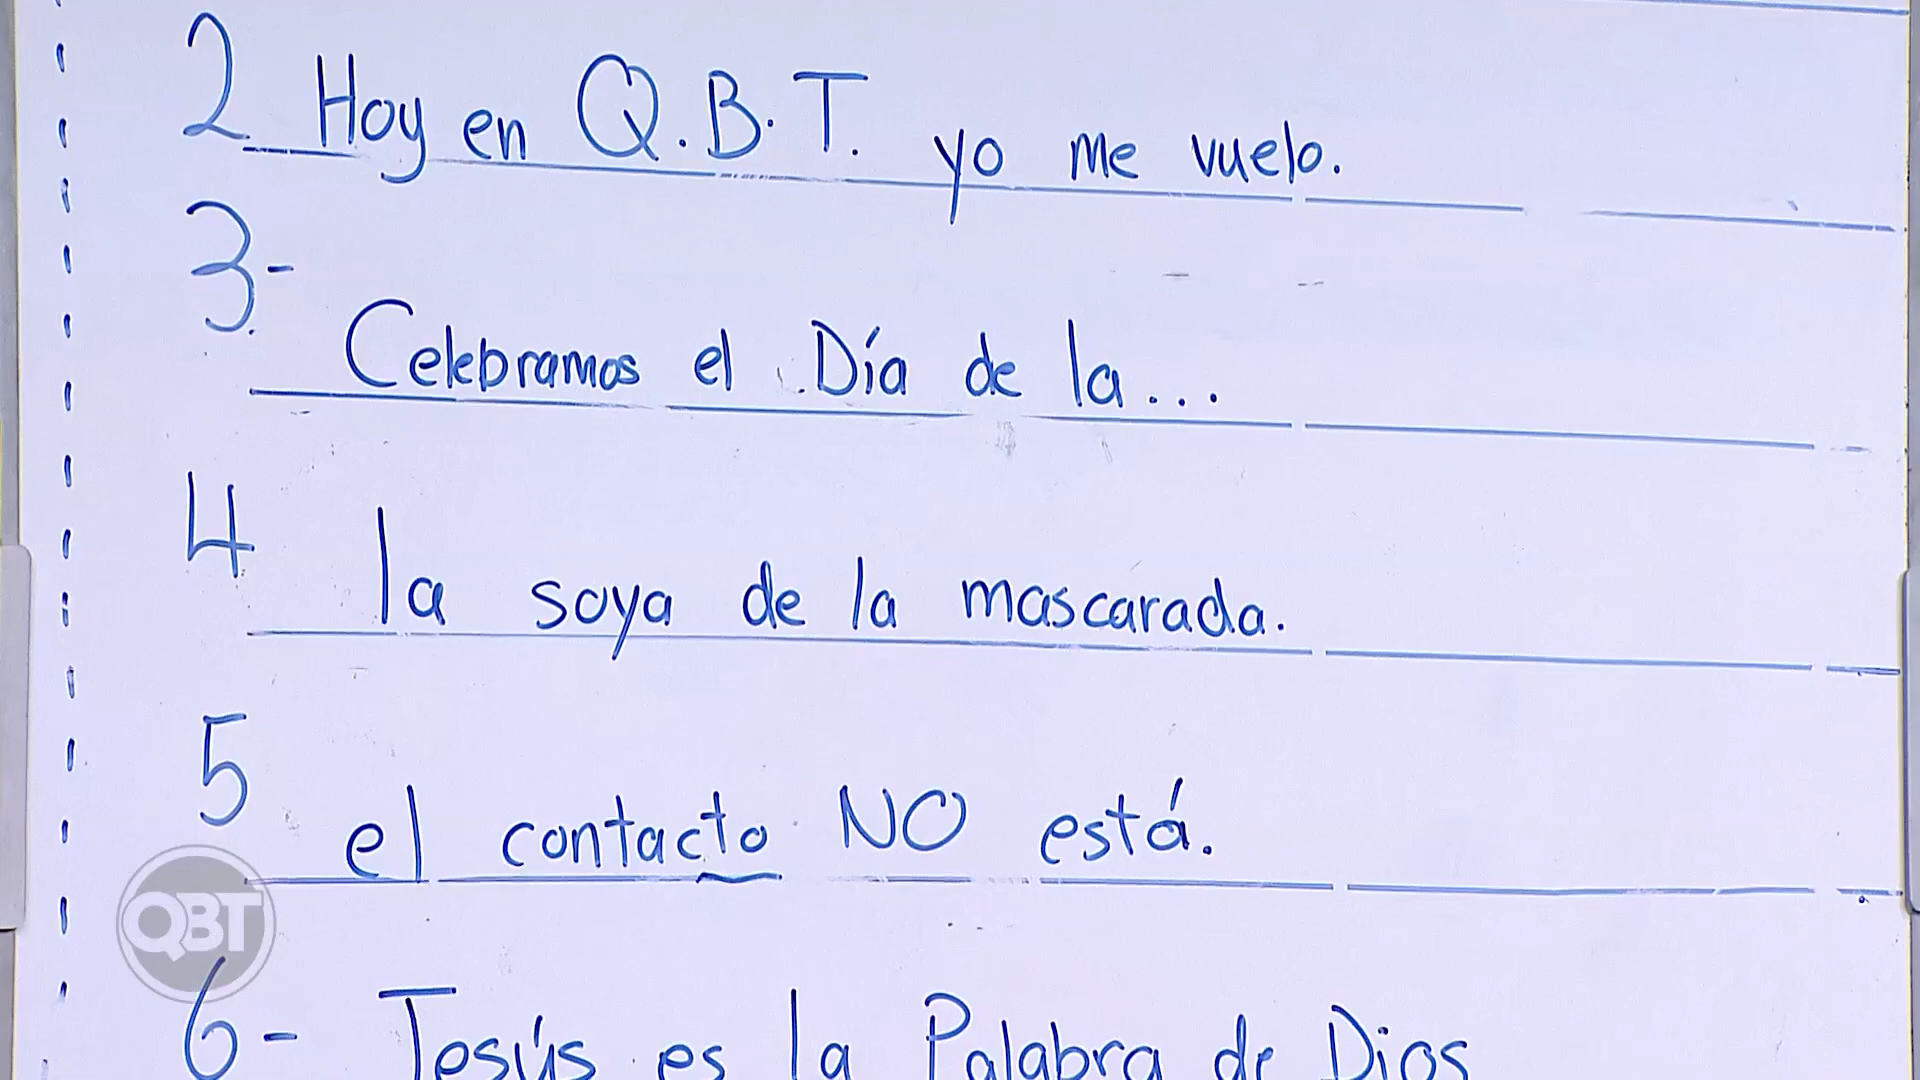 2 Hoy en Q.B.T. yo me vuelo.
3-
Celebramos el Día de la...
4 la soya de la mascarada.
5 el contacto NO está.
QBT
6- Jesús es la Palabra de Dios